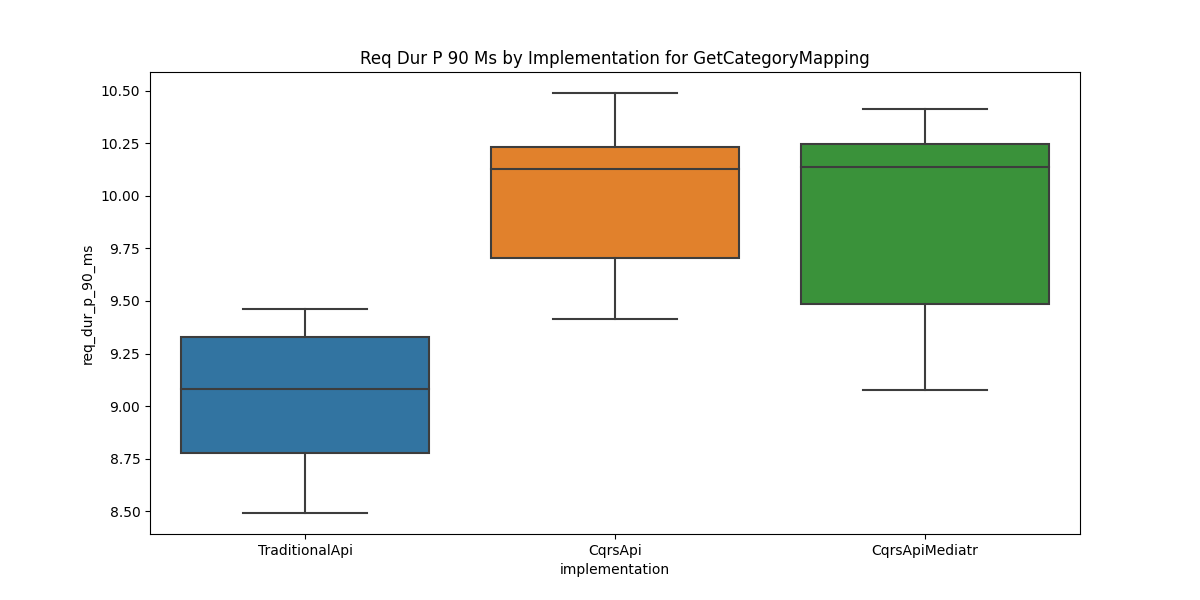 Req Dur P 90 Ms by Implementation for GetCategoryMapping
req_dur_p_90_ms
10.50
10.25
10.00
9.75
9.50
9.25
9.00
8.75
8.50
TraditionalApi CqrsApi CqrsApiMediatr
implementation